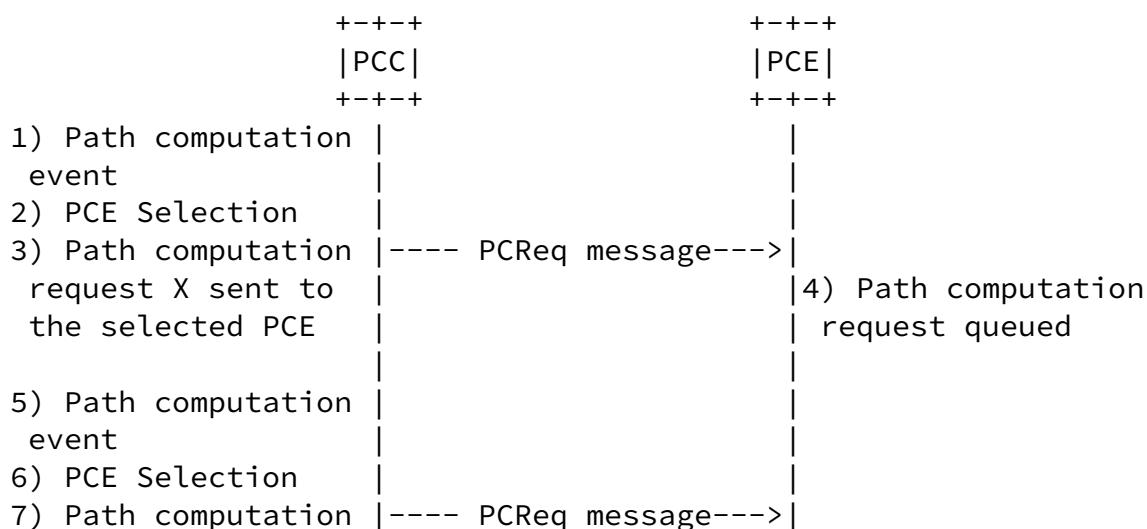 +-+-+                   +-+-+
                   |PCC|                   |PCE|
                   +-+-+                   +-+-+
1) Path computation  |                       |
 event               |                       |
2) PCE Selection     |                       |
3) Path computation  |---- PCReq message--->|
 request X sent to   |                       |4) Path computation
 the selected PCE    |                       | request queued
                     |                       |
5) Path computation  |                       |
 event               |                       |
6) PCE Selection     |                       |
7) Path computation  |---- PCReq message--->|